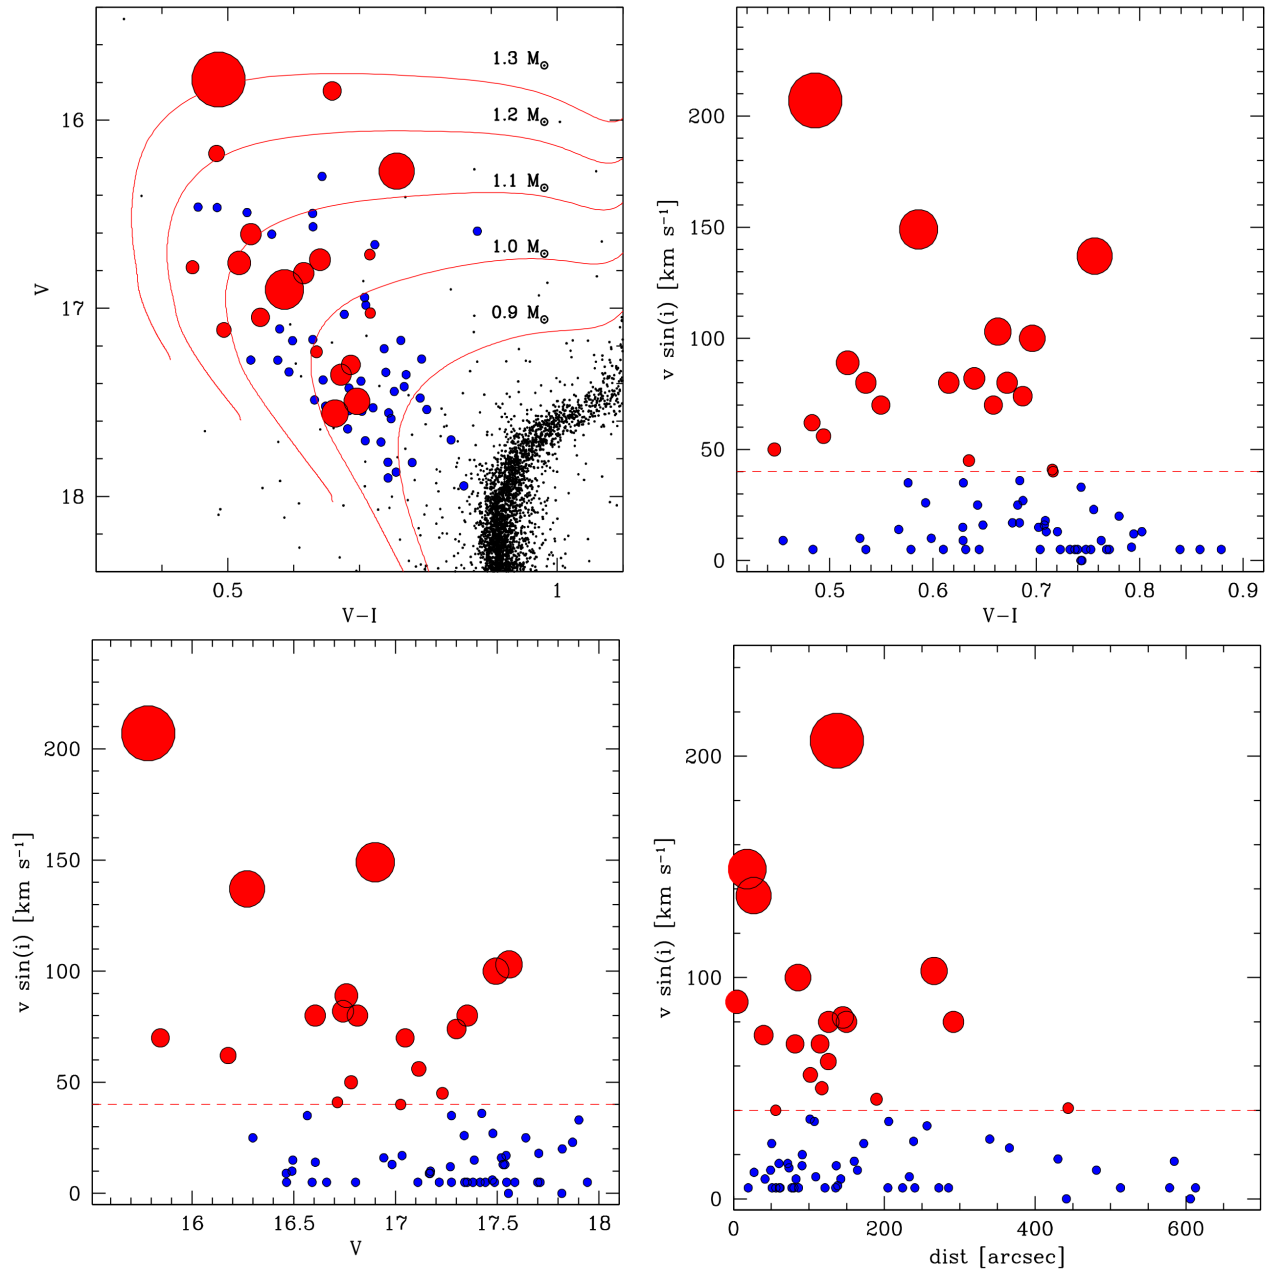 1.3 M⊙
16
1.2 M⊙
1.1 M⊙
V
1.0 M⊙
17
0.9 M⊙
18
0.5
1
V−I
200
150
v sin(i) [km s⁻¹]
100
50
0
0.5
0.6
0.7
0.8
0.9
V−I
200
150
v sin(i) [km s⁻¹]
100
50
0
16
16.5
17
17.5
18
V
200
v sin(i) [km s⁻¹]
100
0
0
200
400
600
dist [arcsec]